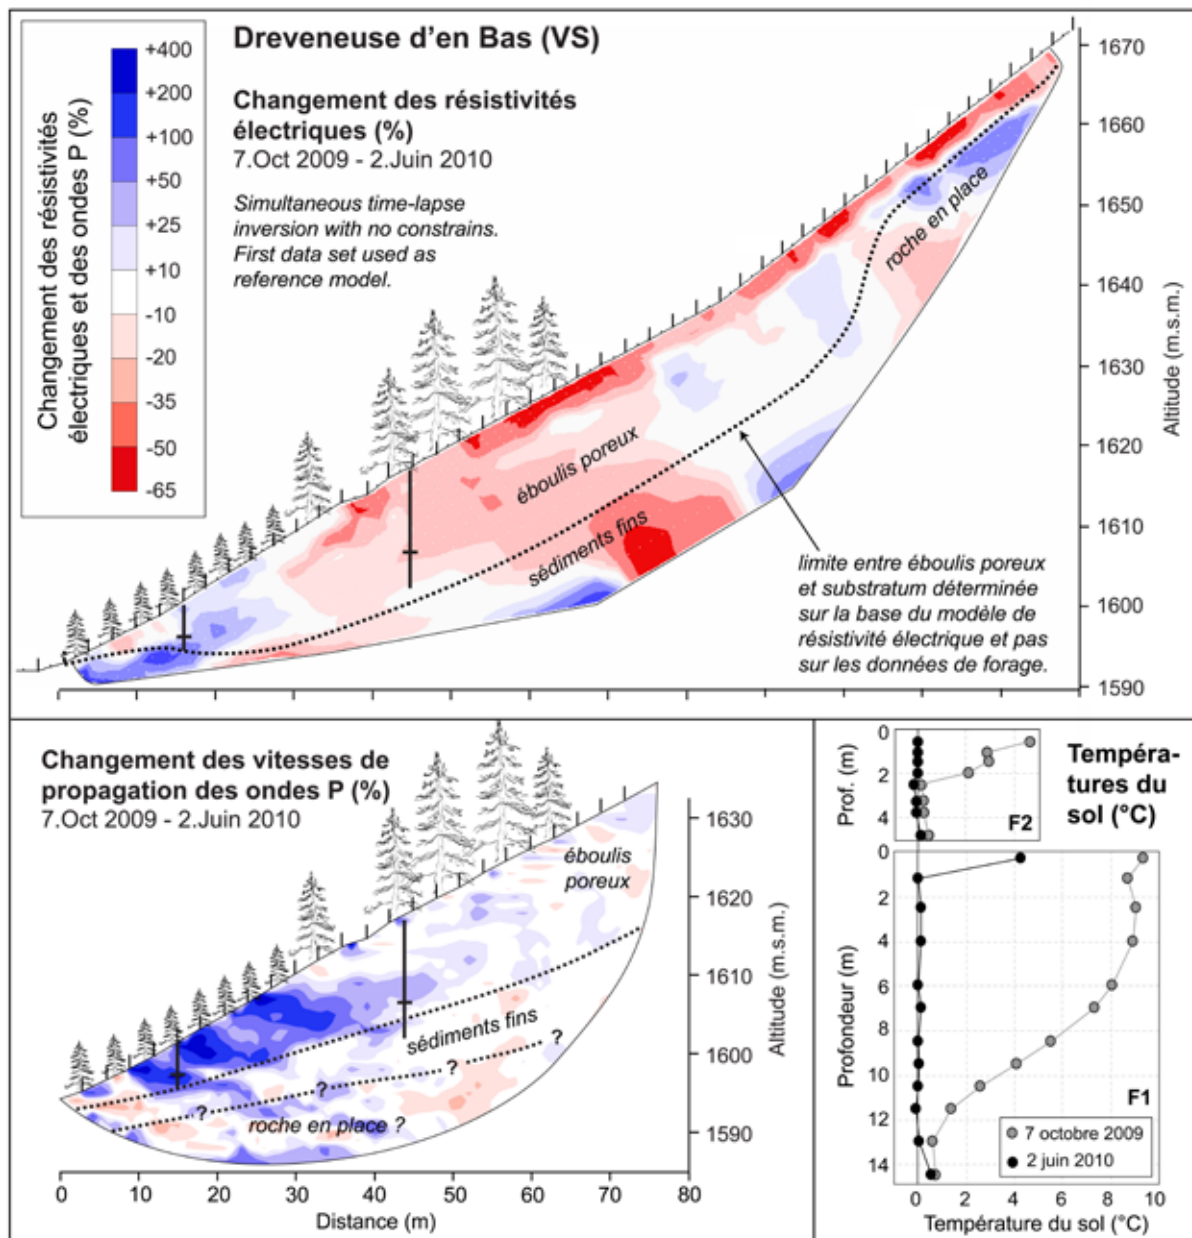 Changement des résistivités
électriques et des ondes P (%)
+400
+200
+100
+50
+25
+10
-10
-20
-35
-50
-65
Dreveneuse d'en Bas (VS)
Changement des résistivités
électriques (%)
7.Oct 2009 - 2.Juin 2010
Simultaneous time-lapse
inversion with no constrains.
First data set used as
reference model.
roche en place
éboulis poreux
sédiments fins
limite entre éboulis poreux
et substratum déterminée
sur la base du modèle de
résistivité électrique et pas
sur les données de forage.
1670
1660
1650
1640
1630
1620
1610
1600
1590
Altitude (m.s.m.)
Changement des vitesses de
propagation des ondes P (%)
7.Oct 2009 - 2.Juin 2010
éboulis
poreux
sédiments fins
? ? ? ?
roche en place ?
1630
1620
1610
1600
1590
Altitude (m.s.m.)
0 10 20 30 40 50 60 70 80
Distance (m)
Températures
du
sol (°C)
Prof. (m)
0
2
4
F2
Profondeur (m)
0
2
4
6
8
10
12
14
F1
7 octobre 2009
2 juin 2010
0 2 4 6 8 10
Température du sol (°C)